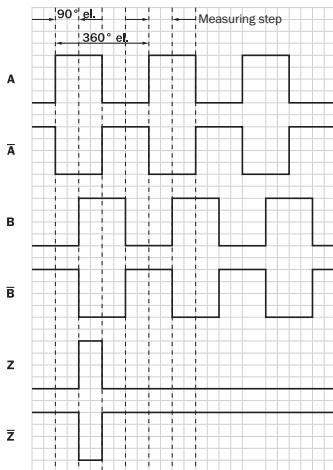 90° el.
Measuring step
360° el.
A
A̅
B
B̅
Z
Z̅